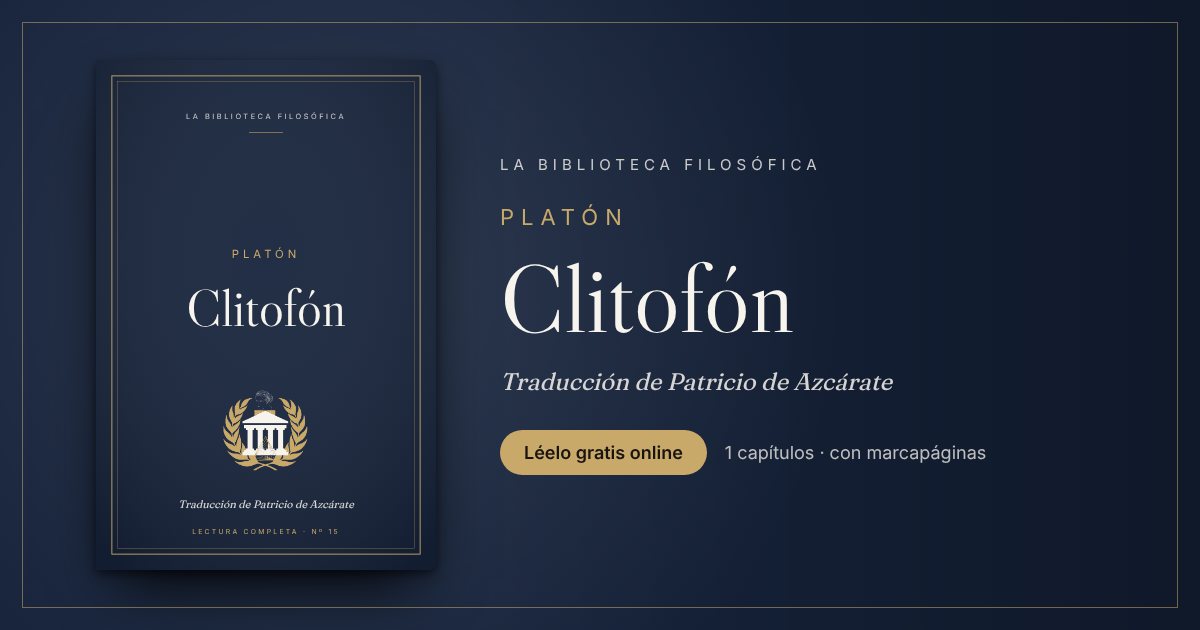 LA BIBLIOTECA FILOSÓFICA
PLATÓN
Clitofón
Traducción de Patricio de Azcárate
LECTURA COMPLETA · Nº 15
LA BIBLIOTECA FILOSÓFICA
PLATÓN
Clitofón
Traducción de Patricio de Azcárate
Léelo gratis online
1 capítulos · con marcapáginas